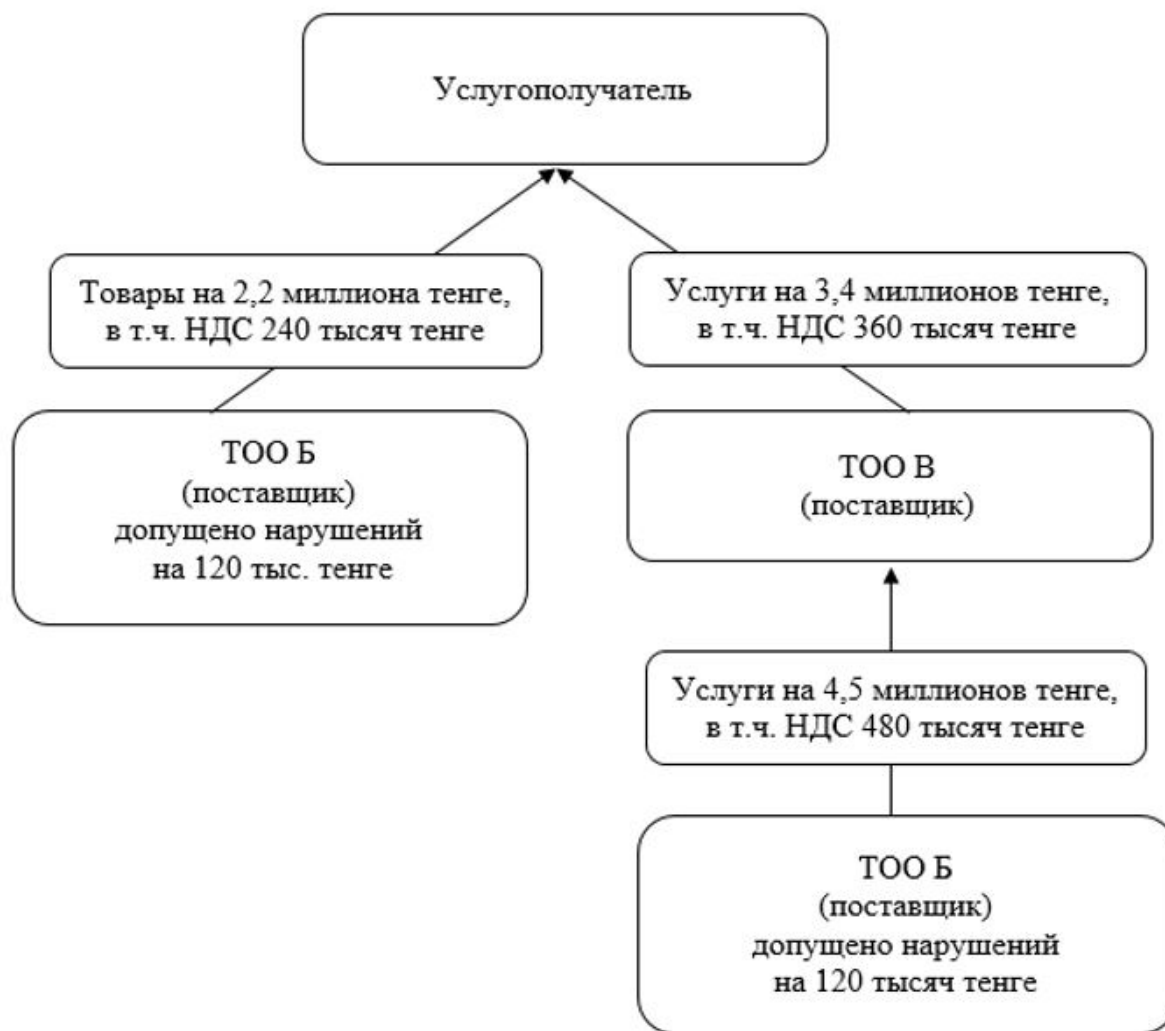 Услугополучатель
Товары на 2,2 миллиона тенге,
в т.ч. НДС 240 тысяч тенге
Услуги на 3,4 миллионов тенге,
в т.ч. НДС 360 тысяч тенге
ТОО Б
(поставщик)
допущено нарушений
на 120 тыс. тенге
ТОО В
(поставщик)
Услуги на 4,5 миллионов тенге,
в т.ч. НДС 480 тысяч тенге
ТОО Б
(поставщик)
допущено нарушений
на 120 тысяч тенге